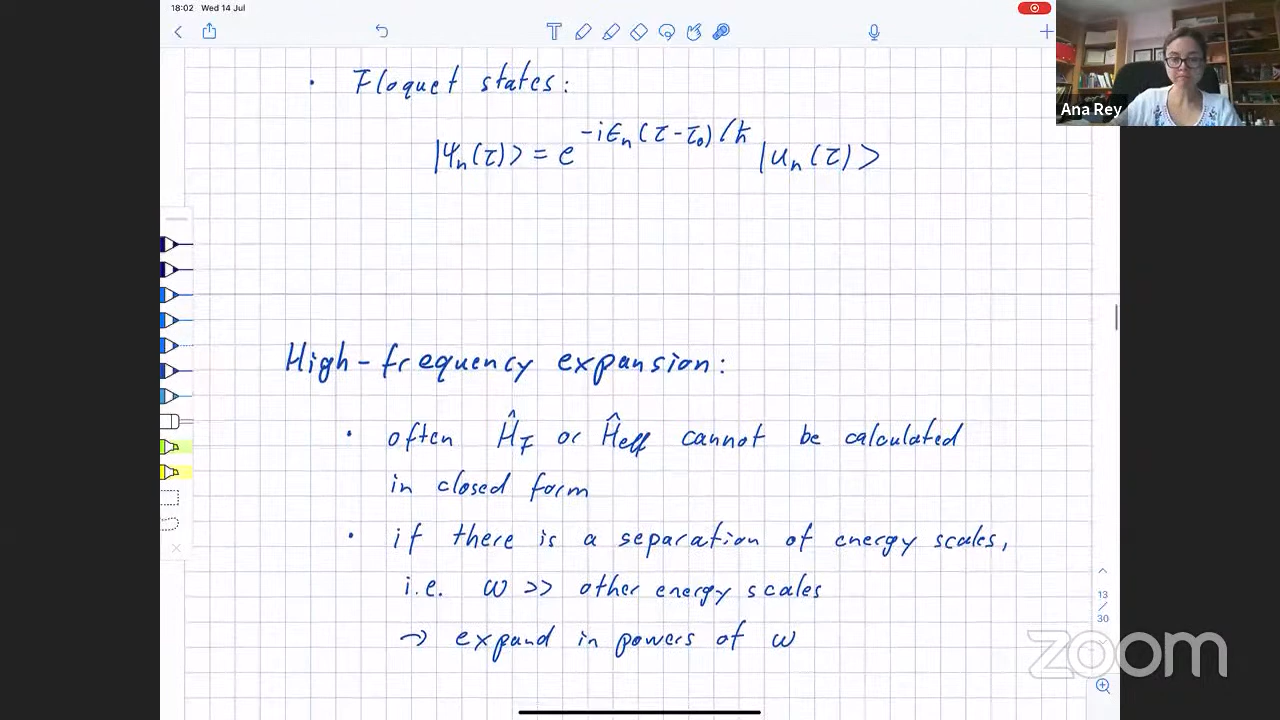 18:02 Wed 14 Jul
Ana Rey
· Floquet states:
|Ψn(τ)> = e^{-iϵn(τ-τ0)/ħ} |un(τ)>
High-frequency expansion:
· often Ĥ_F or Ĥ_eff cannot be calculated
in closed form
· if there is a separation of energy scales,
i.e. ω >> other energy scales
→ expand in powers of ω
13
/
30
zoom